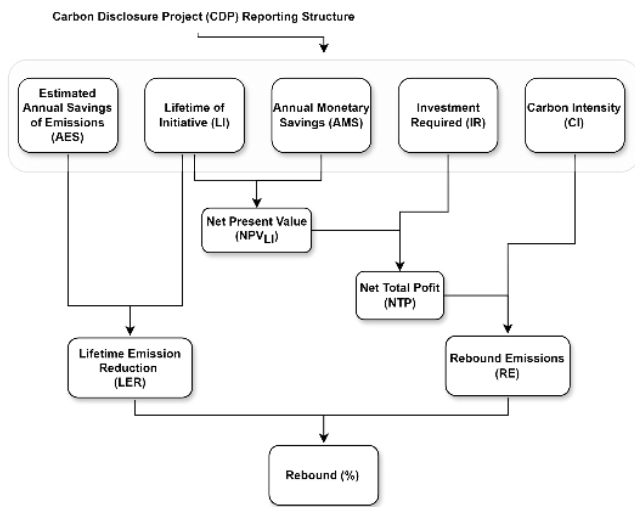 Carbon Disclosure Project (CDP) Reporting Structure
Estimated
Annual Savings
of Emissions
(AES)
Lifetime of
Initiative (LI)
Annual Monetary
Savings (AMS)
Investment
Required (IR)
Carbon Intensity
(CI)
Net Present Value
(NPVLI)
Net Total Pofit
(NTP)
Lifetime Emission
Reduction
(LER)
Rebound Emissions
(RE)
Rebound (%)